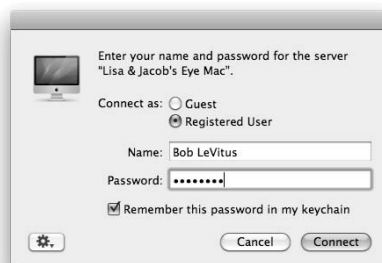 Enter your name and password for the server
"Lisa & Jacob's Eye Mac".
Connect as: Guest
Registered User
Name: Bob LeVitus
Password: ••••••••
Remember this password in my keychain
Cancel Connect